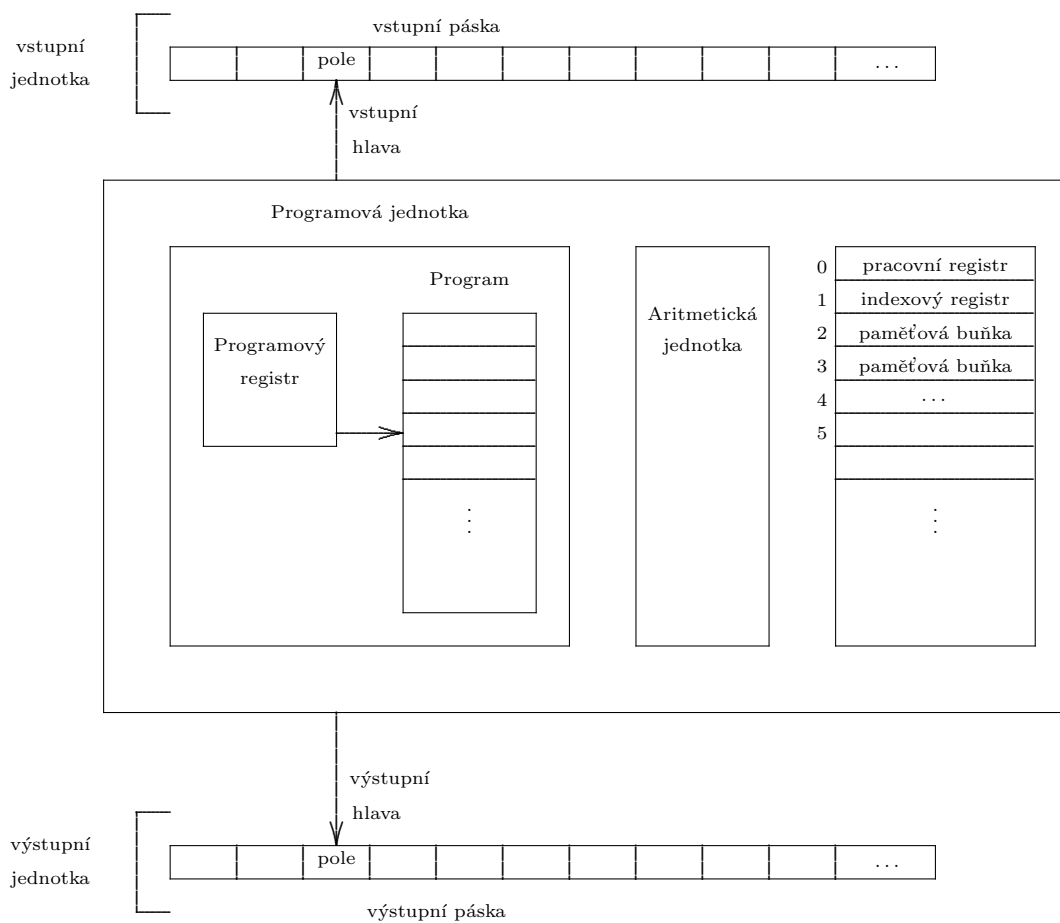 vstupní páska
vstupní
jednotka
pole
...
vstupní
hlava
Programová jednotka
Program
Programový
registr
Aritmetická
jednotka
0 pracovní registr
1 indexový registr
2 paměťová buňka
3 paměťová buňka
4 ...
5
výstupní
hlava
výstupní
jednotka
pole
...
výstupní páska